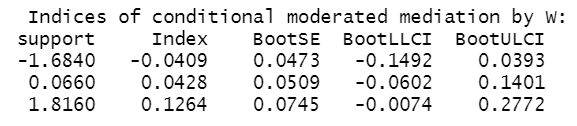 Indices of conditional moderated mediation by W:
support Index BootSE BootLLCI BootULCI
-1.6840 -0.0409 0.0473 -0.1492 0.0393
0.0660 0.0428 0.0509 -0.0602 0.1401
1.8160 0.1264 0.0745 -0.0074 0.2772